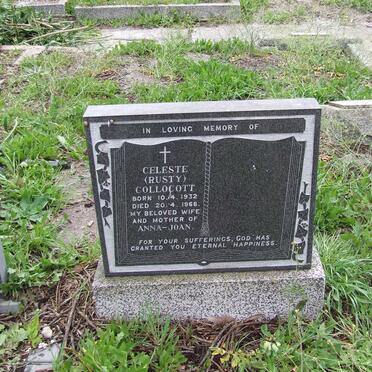 IN LOVING MEMORY OF
CELESTE
(RUSTY)
COLLOCOTT
BORN 10.4.1932
DIED 20.4.1966.
MY BELOVED WIFE
AND MOTHER OF
ANNA-JOAN.
FOR YOUR SUFFERINGS, GOD HAS
GRANTED YOU ETERNAL HAPPINESS.